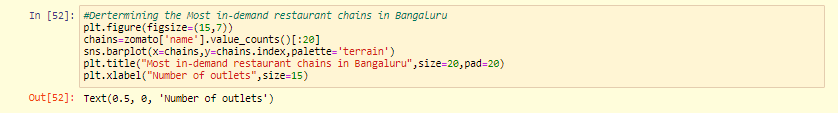 In [52]: #Dertermining the Most in-demand restaurant chains in Bangaluru
plt.figure(figsize=(15,7))
chains=zomato['name'].value_counts()[:20]
sns.barplot(x=chains,y=chains.index,palette='terrain')
plt.title("Most in-demand restaurant chains in Bangaluru",size=20,pad=20)
plt.xlabel("Number of outlets",size=15)
Out[52]: Text(0.5, 0, 'Number of outlets')